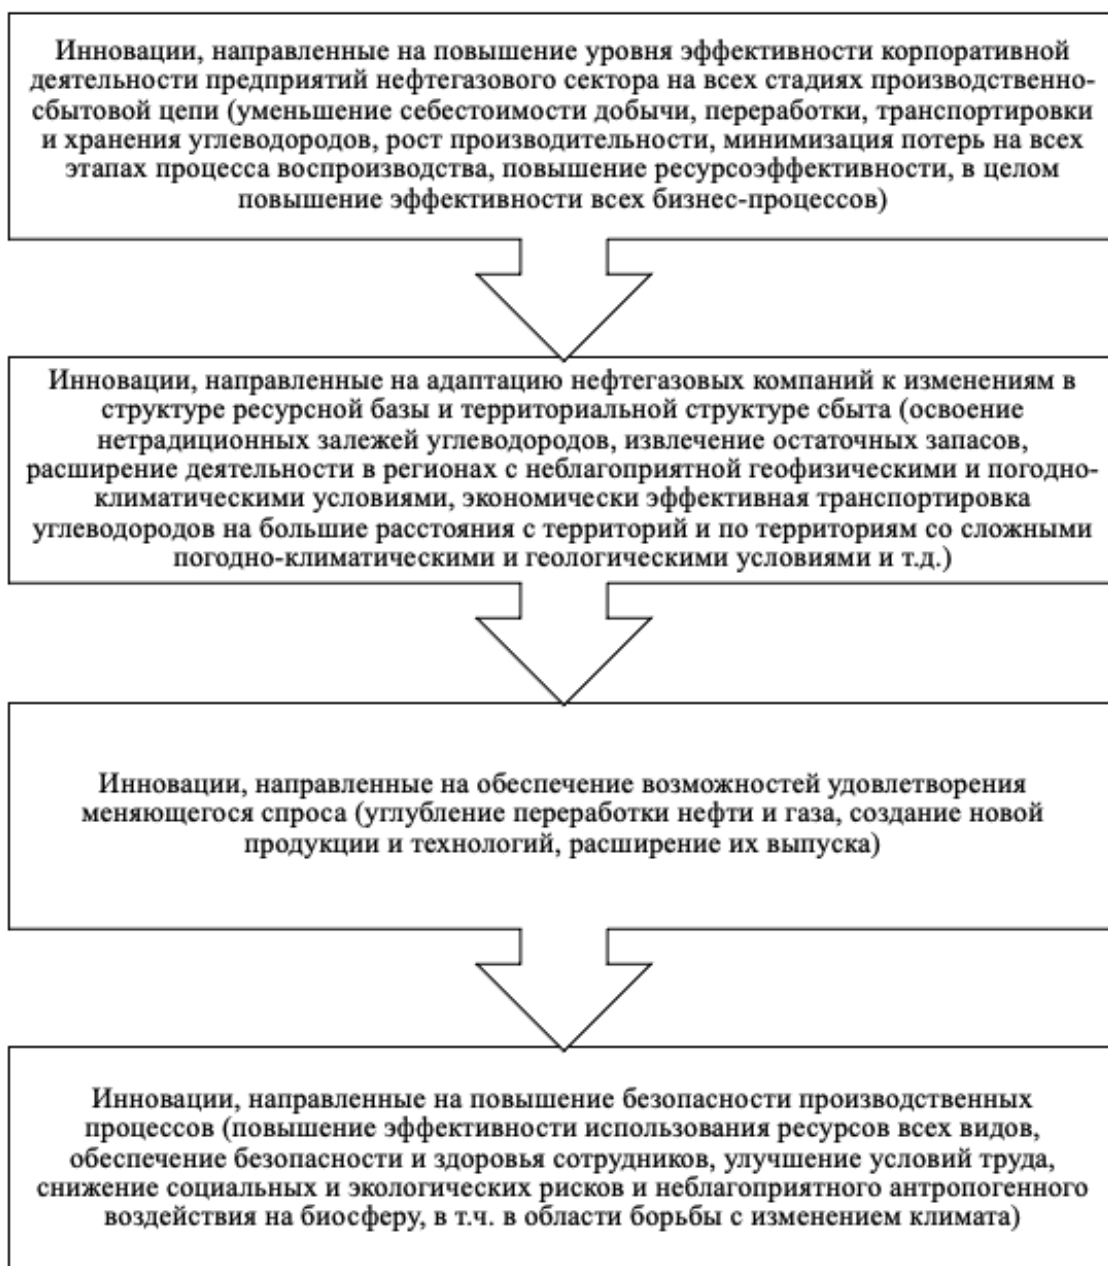 Инновации, направленные на повышение уровня эффективности корпоративной
деятельности предприятий нефтегазового сектора на всех стадиях производственно-
сбытовой цепи (уменьшение себестоимости добычи, переработки, транспортировки
и хранения углеводородов, рост производительности, минимизация потерь на всех
этапах процесса воспроизводства, повышение ресурсоэффективности, в целом
повышение эффективности всех бизнес-процессов)
Инновации, направленные на адаптацию нефтегазовых компаний к изменениям в
структуре ресурсной базы и территориальной структуре сбыта (освоение
нетрадиционных залежей углеводородов, извлечение остаточных запасов,
расширение деятельности в регионах с неблагоприятной геофизическими и погодно-
климатическими условиями, экономически эффективная транспортировка
углеводородов на большие расстояния с территорий и по территориям со сложными
погодно-климатическими и геологическими условиями и т.д.)
Инновации, направленные на обеспечение возможностей удовлетворения
меняющегося спроса (углубление переработки нефти и газа, создание новой
продукции и технологий, расширение их выпуска)
Инновации, направленные на повышение безопасности производственных
процессов (повышение эффективности использования ресурсов всех видов,
обеспечение безопасности и здоровья сотрудников, улучшение условий труда,
снижение социальных и экологических рисков и неблагоприятного антропогенного
воздействия на биосферу, в т.ч. в области борьбы с изменением климата)